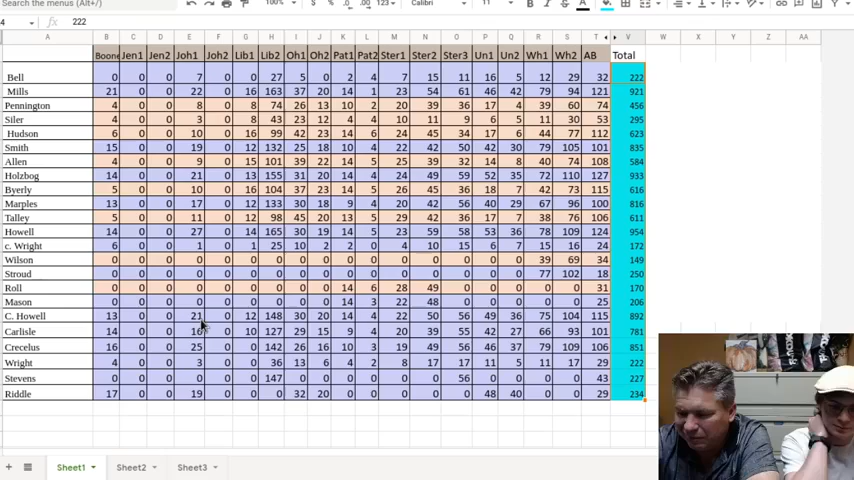 Search the menus (Alt+/)
100% $ % .0 .00 123 Calibri 11 B I
4 fx 222
A B C D E F G H I J K L M N O P Q R S T V W X Y Z AA
Boone Jen1 Jen2 Joh1 Joh2 Lib1 Lib2 Oh1 Oh2 Pat1 Pat2 Ster1 Ster2 Ster3 Un1 Un2 Wh1 Wh2 AB Total
Bell 0 0 0 7 0 0 27 5 0 2 4 7 15 11 16 5 12 29 32 222
Mills 21 0 0 22 0 16 163 37 20 14 1 23 54 61 46 42 79 94 121 921
Pennington 4 0 0 8 0 8 74 26 13 10 2 20 39 36 17 4 39 60 74 456
Siler 4 0 0 3 0 8 43 23 12 4 4 10 11 9 6 5 11 30 53 295
Hudson 6 0 0 10 0 16 99 42 23 14 6 24 45 34 17 6 44 77 112 623
Smith 15 0 0 19 0 12 132 25 18 10 4 22 42 50 42 30 79 105 101 835
Allen 4 0 0 9 0 15 101 39 22 14 5 25 39 32 14 8 40 74 108 584
Holzbog 14 0 0 21 0 13 155 31 20 14 4 24 49 59 52 35 72 110 127 933
Byerly 5 0 0 10 0 16 104 37 23 14 5 26 45 36 18 7 42 73 115 616
Marples 13 0 0 17 0 12 133 30 18 9 4 20 42 56 40 29 67 96 100 816
Talley 5 0 0 11 0 12 98 45 20 13 5 29 42 36 17 7 38 76 106 611
Howell 14 0 0 27 0 14 165 30 19 14 5 23 59 58 53 36 78 109 124 954
c. Wright 6 0 0 1 0 1 25 10 2 2 0 4 10 15 6 7 15 16 24 172
Wilson 0 0 0 0 0 0 0 0 0 0 0 0 0 0 0 0 39 69 34 149
Stroud 0 0 0 0 0 0 0 0 0 0 0 0 0 0 0 0 77 102 18 250
Roll 0 0 0 0 0 0 0 0 0 14 6 28 49 0 0 0 0 0 31 170
Mason 0 0 0 0 0 0 0 0 0 14 3 22 48 0 0 0 0 0 25 206
C. Howell 13 0 0 21 0 12 148 30 20 14 4 22 50 56 49 36 75 104 115 892
Carlisle 14 0 0 16 0 10 127 29 15 9 4 20 39 55 42 27 66 93 101 781
Crecelus 16 0 0 25 0 0 142 26 16 10 3 19 49 56 46 37 79 109 106 851
Wright 4 0 0 3 0 0 36 13 6 4 2 8 17 17 11 5 11 17 29 222
Stevens 0 0 0 0 0 0 147 0 0 0 0 0 0 56 0 0 0 0 43 227
Riddle 17 0 0 19 0 0 0 32 20 0 0 0 0 0 48 40 0 0 29 234
Sheet1 Sheet2 Sheet3